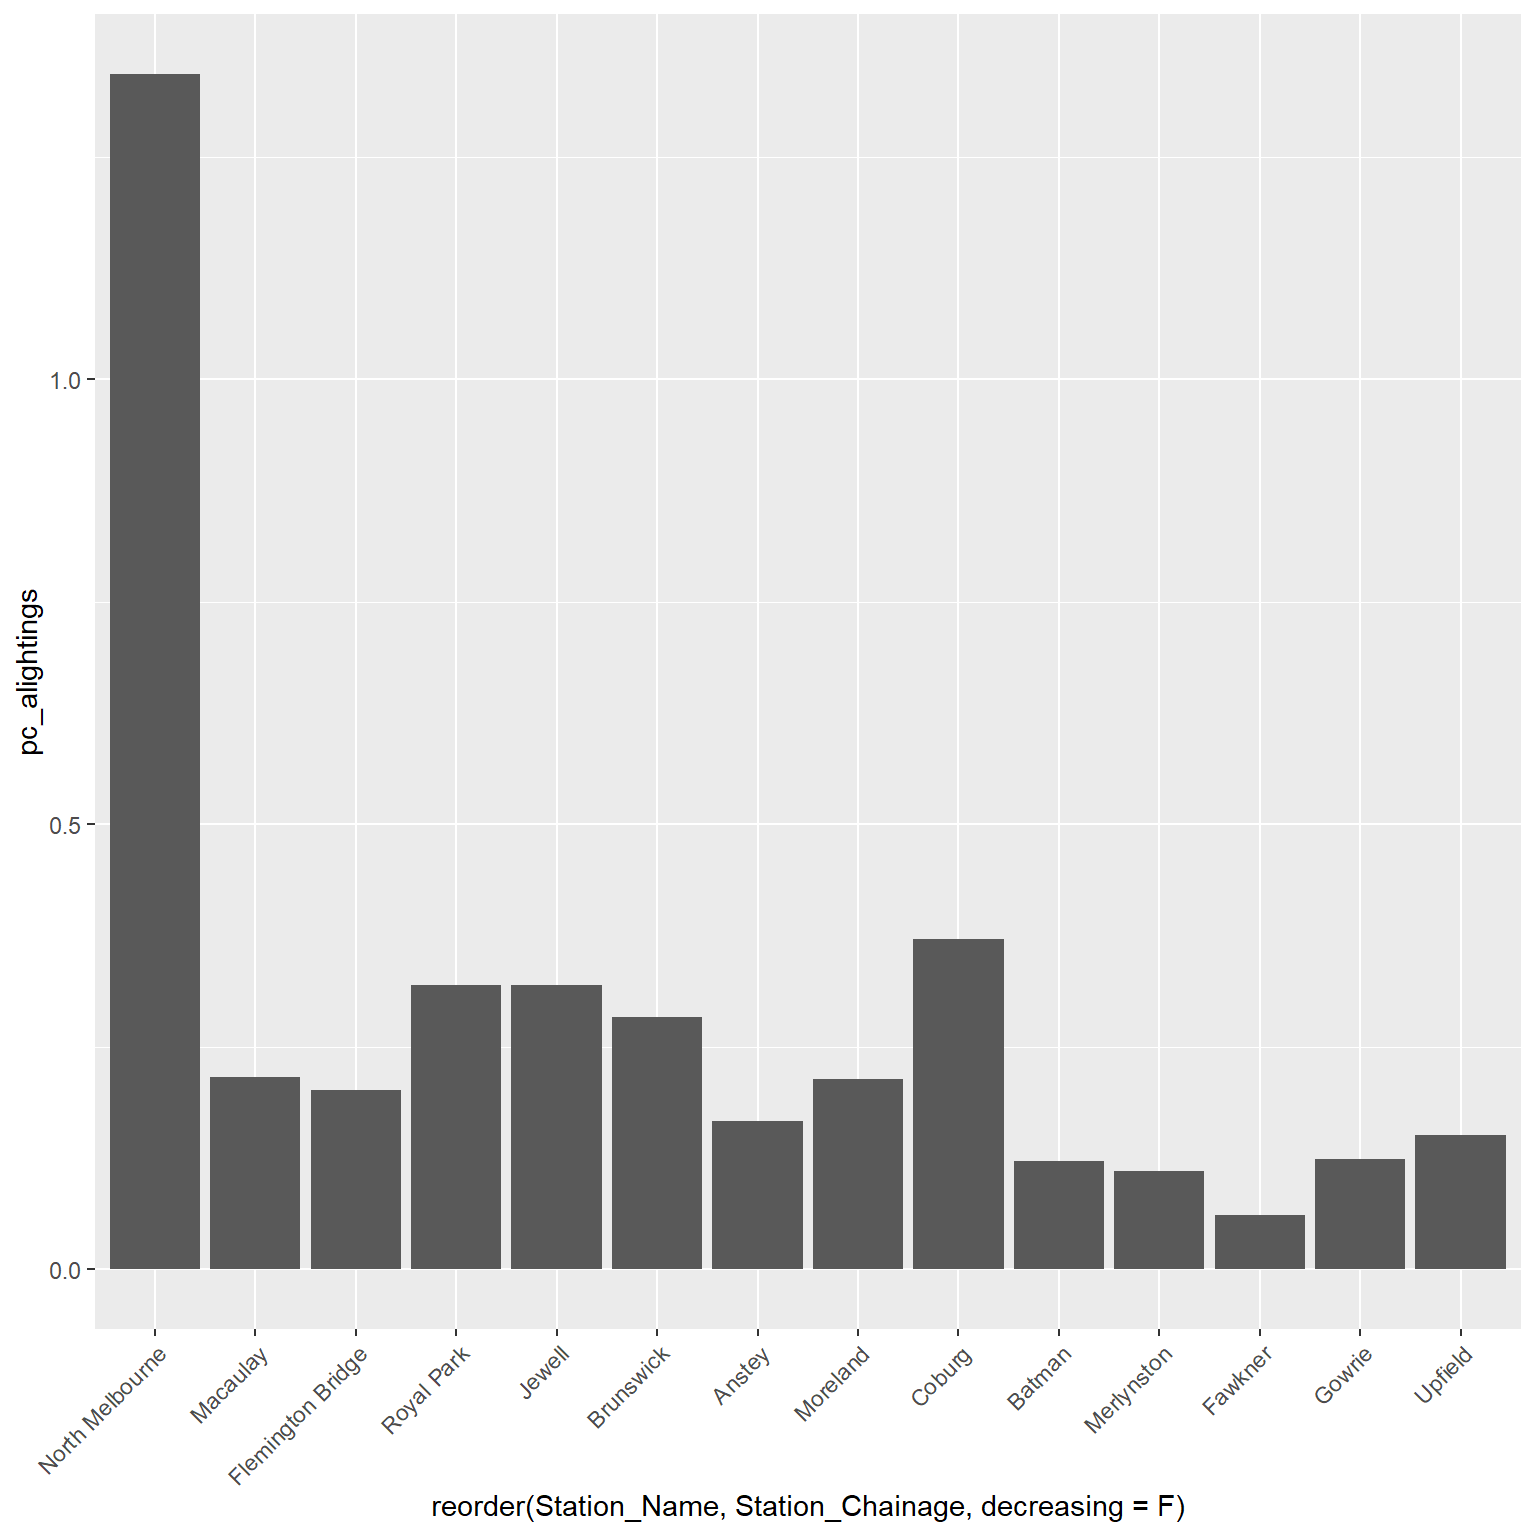 pc_alightings
1.0
0.5
0.0
North Melbourne
Macaulay
Flemington Bridge
Royal Park
Jewell
Brunswick
Anstey
Moreland
Coburg
Batman
Merlynston
Fawkner
Gowrie
Upfield
reorder(Station_Name, Station_Chainage, decreasing = F)